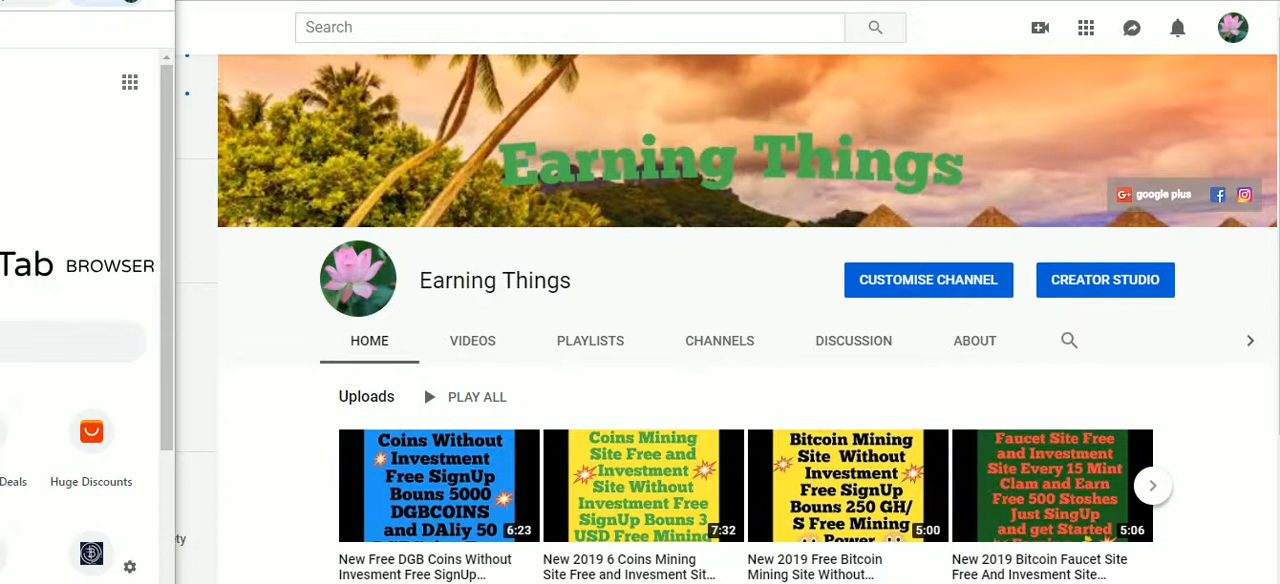 Search
Earning Things
google plus
Tab BROWSER
Earning Things
CUSTOMISE CHANNEL
CREATOR STUDIO
HOME
VIDEOS
PLAYLISTS
CHANNELS
DISCUSSION
ABOUT
Uploads
PLAY ALL
Deals
Huge Discounts
ty
Coins Without
Investment
Free SignUp
Bouns 5000
DGBCOINS
and DAliy 50
6:23
New Free DGB Coins Without
Invesment Free SignUp...
Coins Mining
Site Free and
Investment
Site Without
Investment Free
SignUp Bouns 3
USD Free Mining
7:32
New 2019 6 Coins Mining
Site Free and Invesment Sit...
Bitcoin Mining
Site Without
Investment
Free SignUp
Bouns 250 GH/
S Free Mining
Power
5:00
New 2019 Free Bitcoin
Mining Site Without...
Faucet Site Free
and Investment
Site Every 15 Mint
Clam and Earn
Free 500 Stoshes
Just SingUp
and get Started
5:06
New 2019 Bitcoin Faucet Site
Free And Invesment Site...